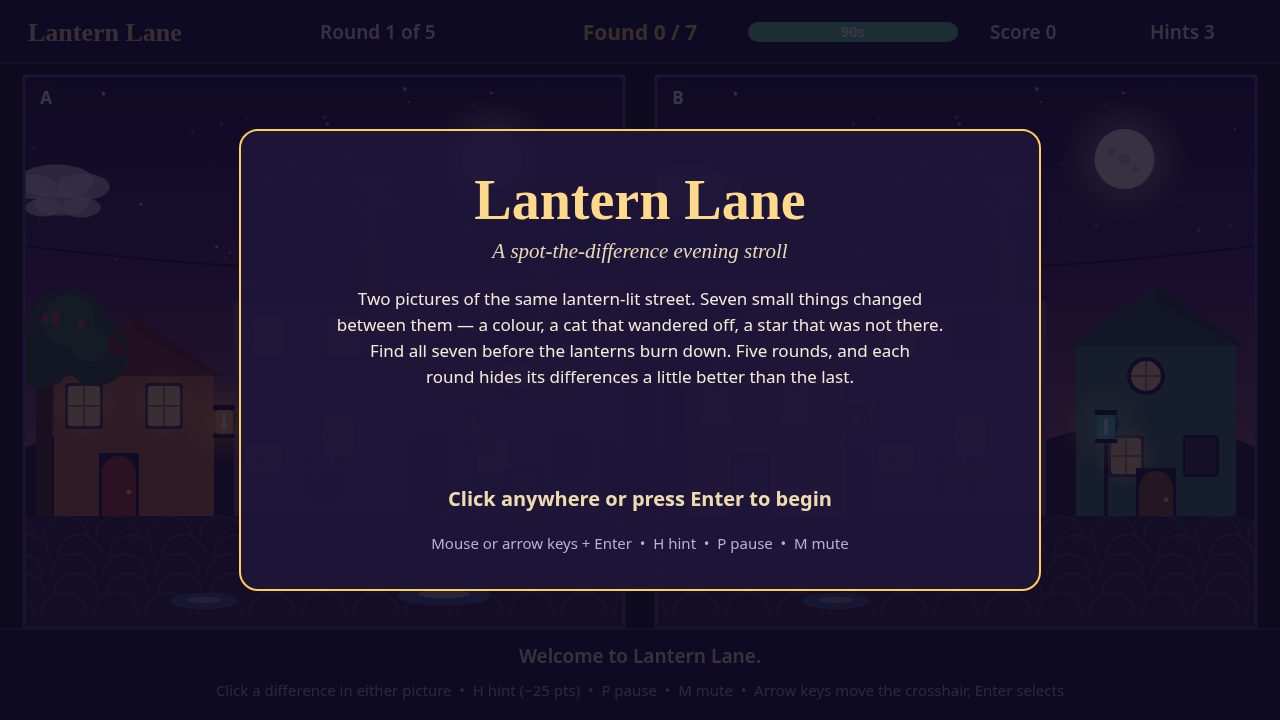 Lantern Lane
Round 1 of 5
Found 0 / 7
90s
Score 0
Hints 3
A
B
Lantern Lane
A spot-the-difference evening stroll
Two pictures of the same lantern-lit street. Seven small things changed
between them — a colour, a cat that wandered off, a star that was not there.
Find all seven before the lanterns burn down. Five rounds, and each
round hides its differences a little better than the last.
Click anywhere or press Enter to begin
Mouse or arrow keys + Enter • H hint • P pause • M mute
Welcome to Lantern Lane.
Click a difference in either picture • H hint (−25 pts) • P pause • M mute • Arrow keys move the crosshair, Enter selects